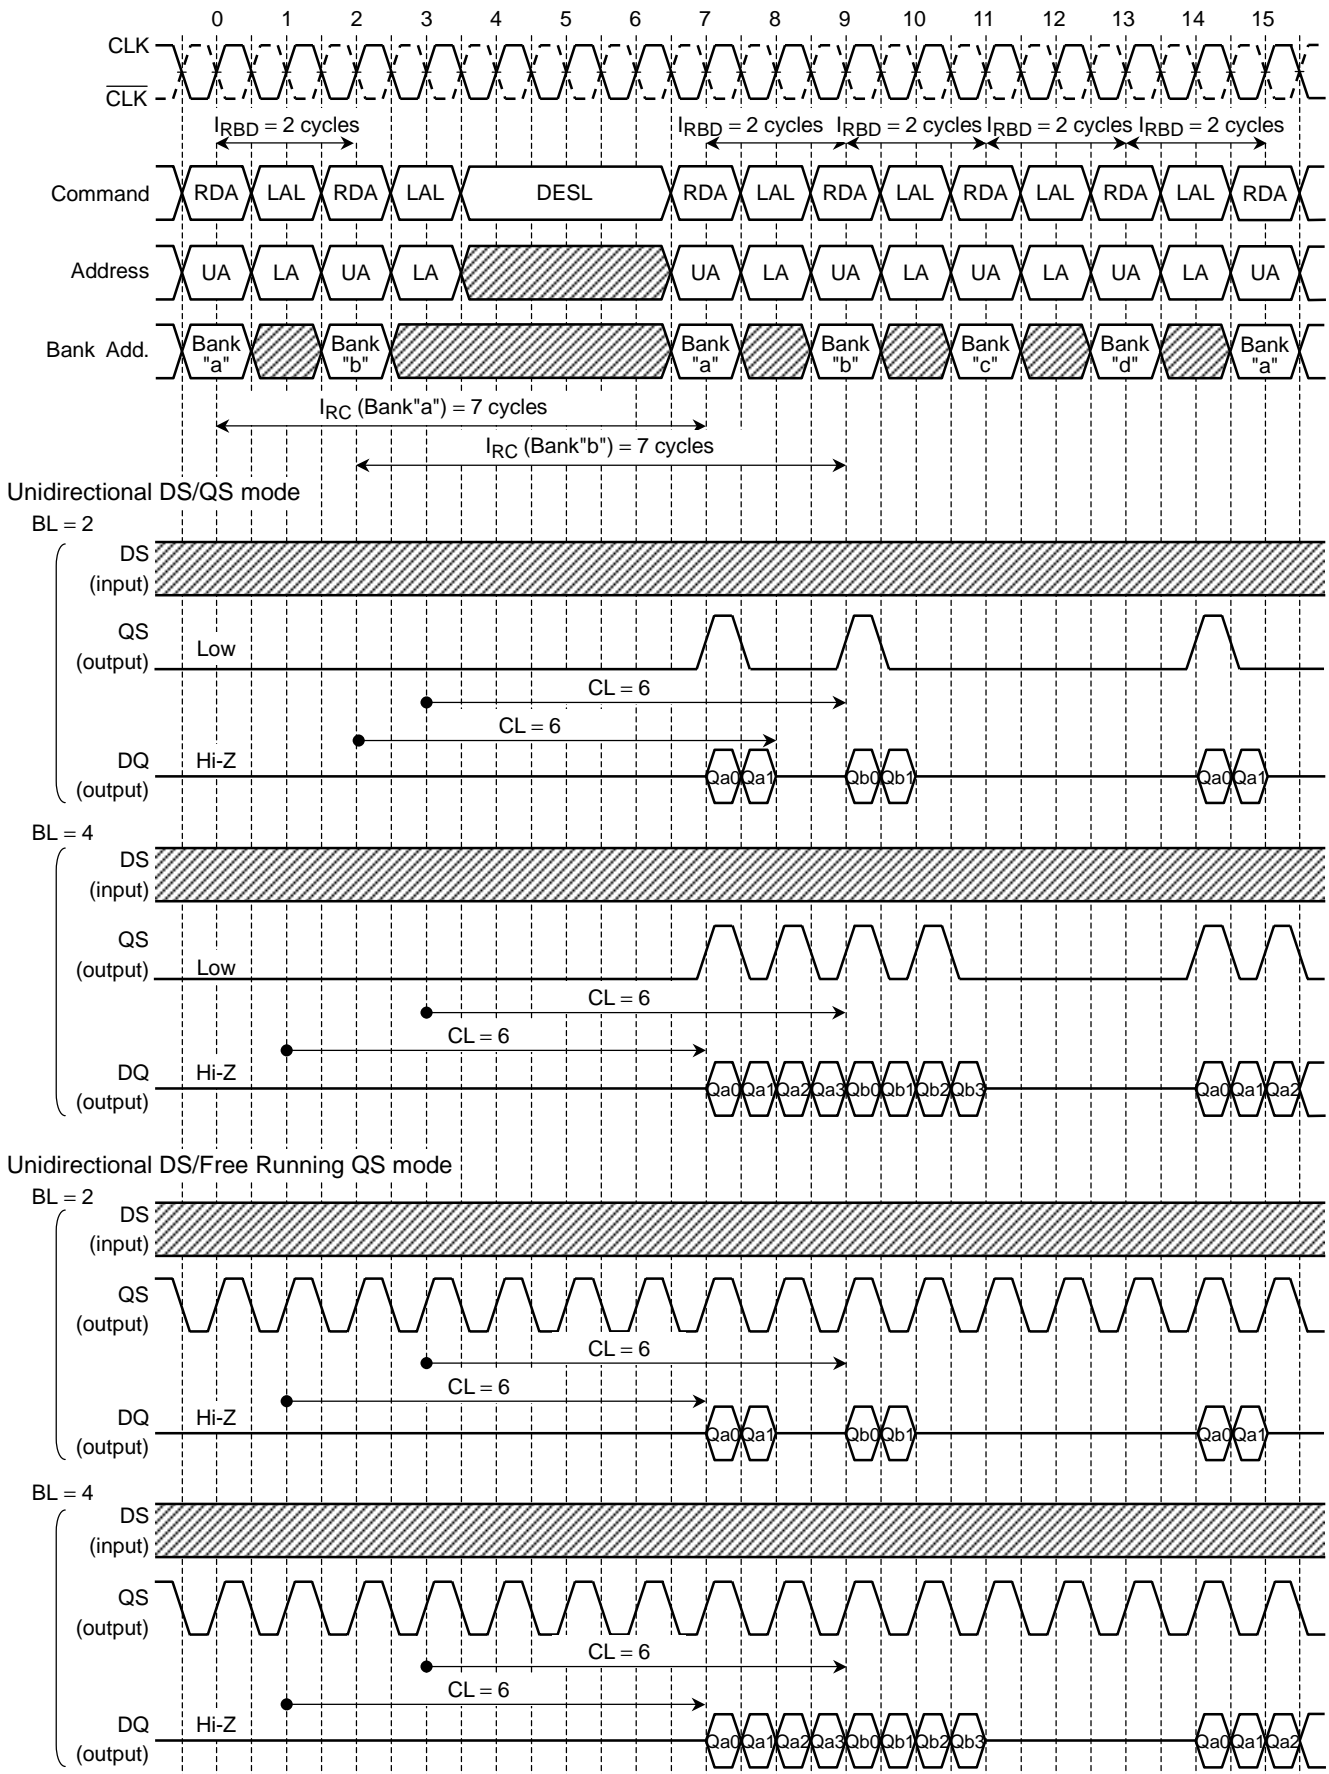 0 1 2 3 4 5 6 7 8 9 10 11 12 13 14 15
CLK
CLK
IRBD = 2 cycles IRBD = 2 cycles IRBD = 2 cycles IRBD = 2 cycles IRBD = 2 cycles
Command RDA LAL RDA LAL DESL RDA LAL RDA LAL RDA LAL RDA LAL RDA
Address UA LA UA LA UA LA UA LA UA LA UA LA UA
Bank Add. Bank "a" Bank "b" Bank "a" Bank "b" Bank "c" Bank "d" Bank "a"
IRC (Bank"a") = 7 cycles
IRC (Bank"b") = 7 cycles
Unidirectional DS/QS mode
BL = 2
DS
(input)
QS
(output) Low
CL = 6
CL = 6
DQ Hi-Z
(output) Qa0 Qa1 Qb0 Qb1 Qa0 Qa1
BL = 4
DS
(input)
QS
(output) Low
CL = 6
CL = 6
DQ Hi-Z
(output) Qa0 Qa1 Qa2 Qa3 Qb0 Qb1 Qb2 Qb3 Qa0 Qa1 Qa2
Unidirectional DS/Free Running QS mode
BL = 2
DS
(input)
QS
(output)
CL = 6
CL = 6
DQ Hi-Z
(output) Qa0 Qa1 Qb0 Qb1 Qa0 Qa1
BL = 4
DS
(input)
QS
(output)
CL = 6
CL = 6
DQ Hi-Z
(output) Qa0 Qa1 Qa2 Qa3 Qb0 Qb1 Qb2 Qb3 Qa0 Qa1 Qa2